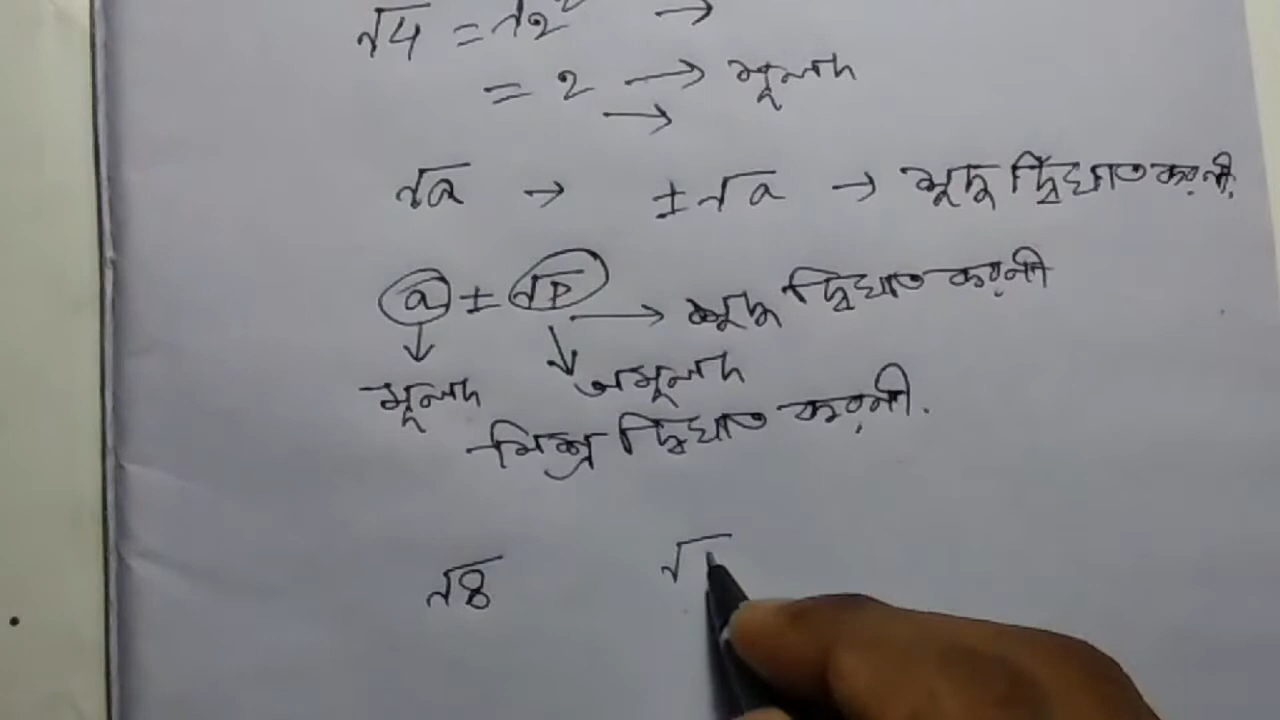 √4 = √2²  →
= 2 → মূলদ
→
√a → ±√a → শুদ্ধ দ্বিঘাত করণী.
a ± √P → শুদ্ধ দ্বিঘাত করণী
↓ ↓
মূলদ অমূলদ
মিশ্র দ্বিঘাত করণী.
√8 √